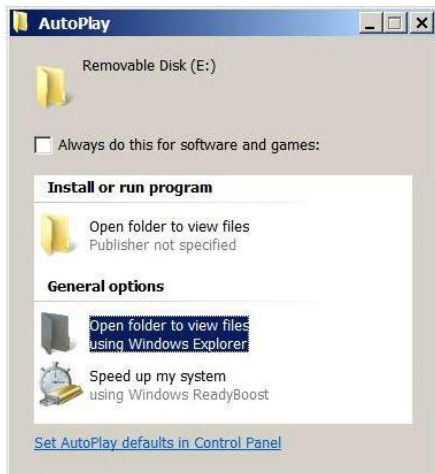 AutoPlay
Removable Disk (E:)
Always do this for software and games:
Install or run program
Open folder to view files
Publisher not specified
General options
Open folder to view files
using Windows Explorer
Speed up my system
using Windows ReadyBoost
Set AutoPlay defaults in Control Panel